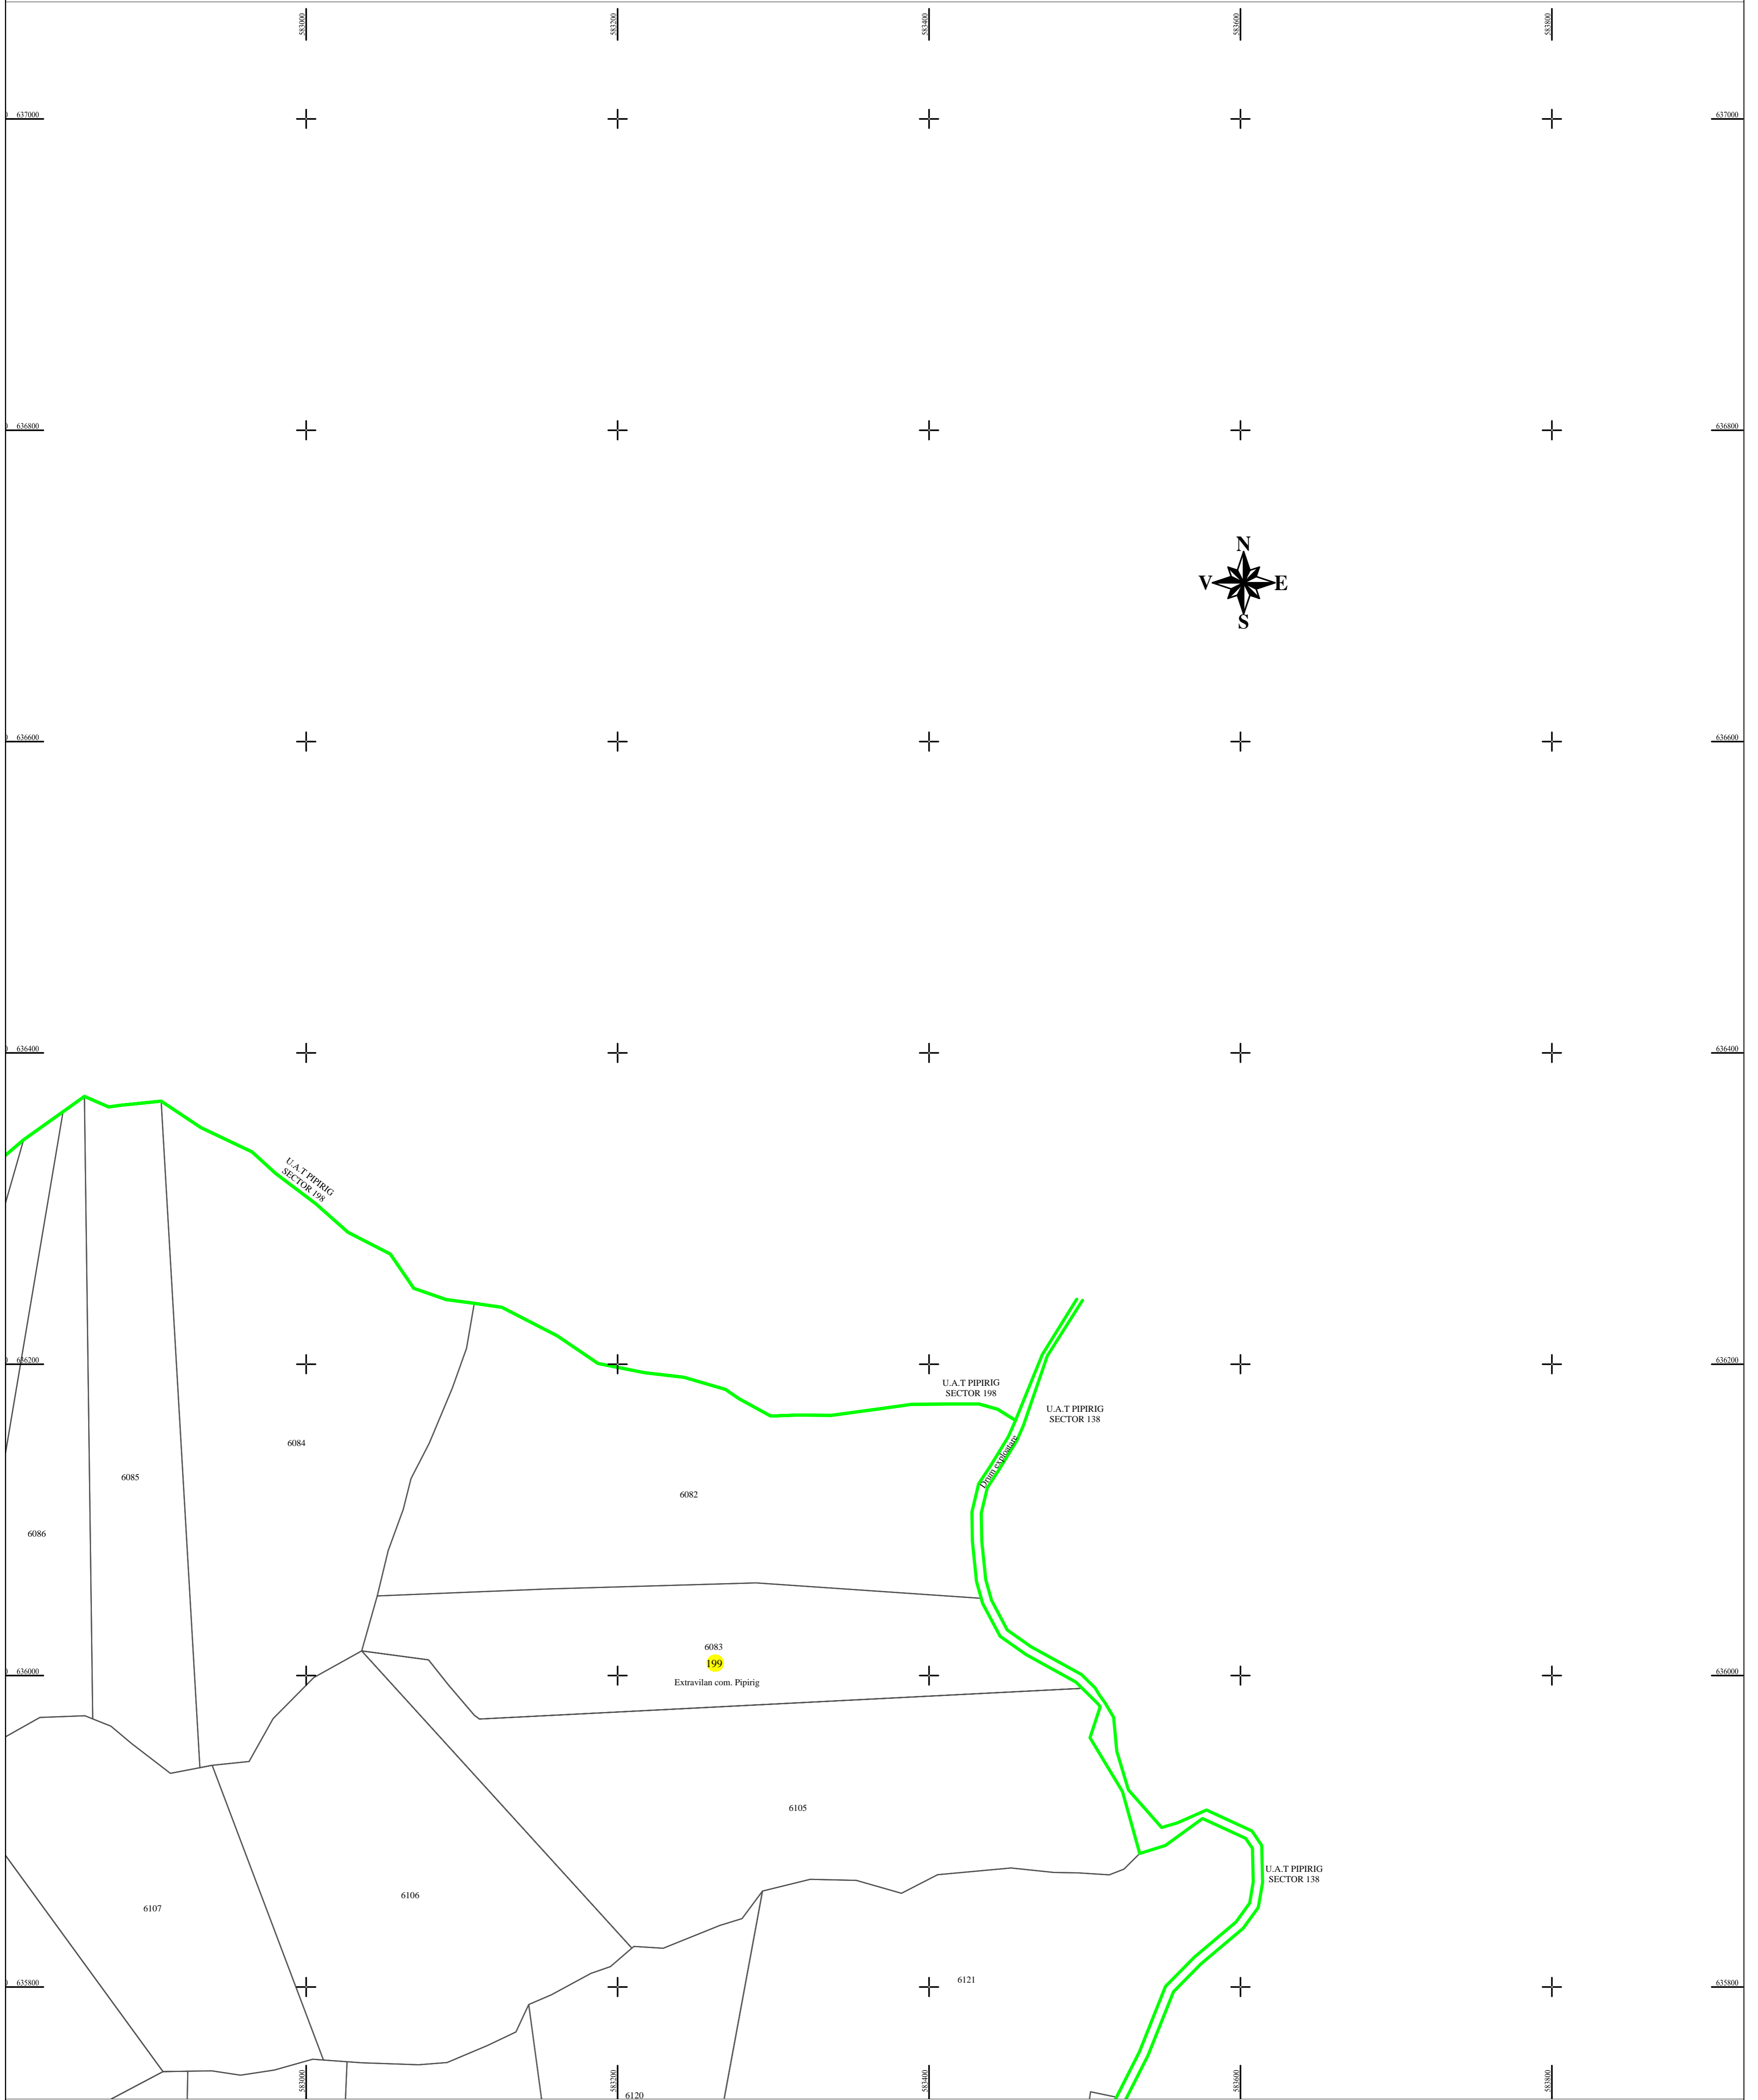 583000
583200
583400
583600
583800
637000
637000
636800
636800
N
V E
S
636600
636600
636400
636400
U.A.T PIPIRIG
SECTOR 198
636200
636200
U.A.T PIPIRIG
SECTOR 198
U.A.T PIPIRIG
SECTOR 138
Drum exploatare
6084
6085
6082
6086
6083
199
Extravilan com. Pipirig
636000
636000
6105
U.A.T PIPIRIG
SECTOR 138
6106
6107
6121
635800
635800
583000
583200
583400
583600
583800
6120